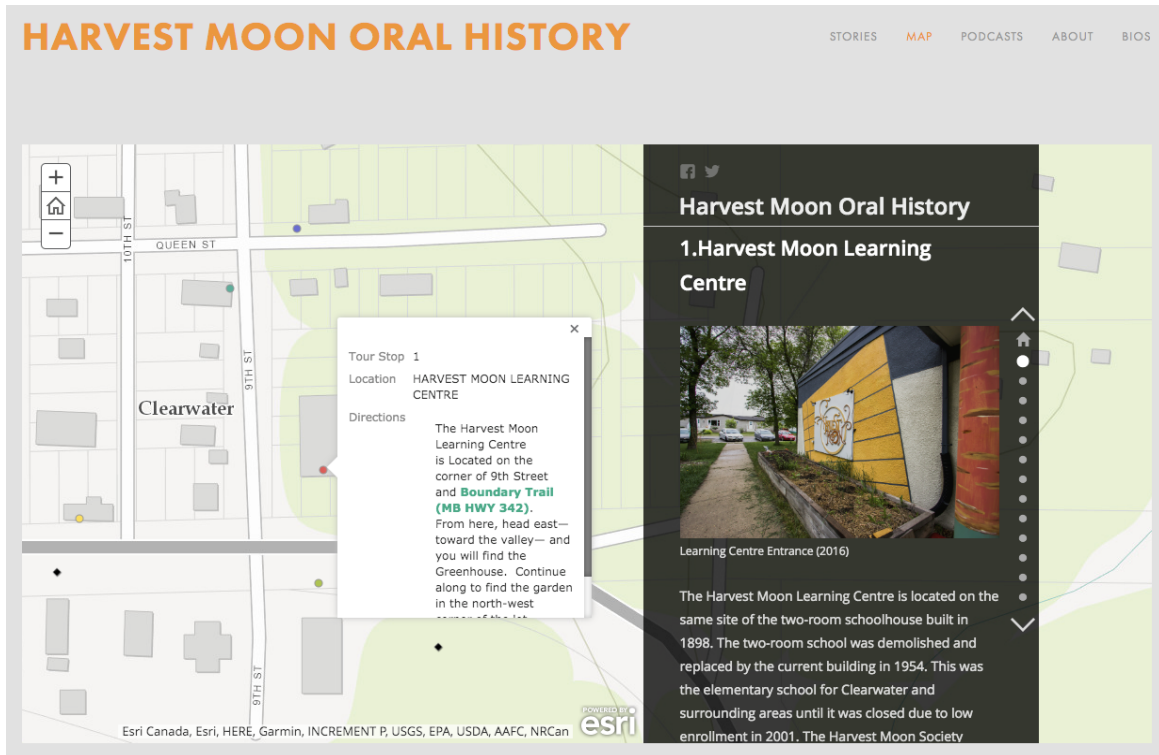 HARVEST MOON ORAL HISTORY
STORIES MAP PODCASTS ABOUT BIOS
10TH ST
QUEEN ST
9TH ST
Clearwater
9TH ST
Tour Stop 1
Location HARVEST MOON LEARNING
CENTRE
Directions
The Harvest Moon
Learning Centre
is Located on the
corner of 9th Street
and Boundary Trail
(MB HWY 342).
From here, head east—
toward the valley— and
you will find the
Greenhouse. Continue
along to find the garden
in the north-west
corner of the lot
Esri Canada, Esri, HERE, Garmin, INCREMENT P, USGS, EPA, USDA, AAFC, NRCan
POWERED BY
esri
Harvest Moon Oral History
1.Harvest Moon Learning
Centre
Learning Centre Entrance (2016)
The Harvest Moon Learning Centre is located on the
same site of the two-room schoolhouse built in
1898. The two-room school was demolished and
replaced by the current building in 1954. This was
the elementary school for Clearwater and
surrounding areas until it was closed due to low
enrollment in 2001. The Harvest Moon Society